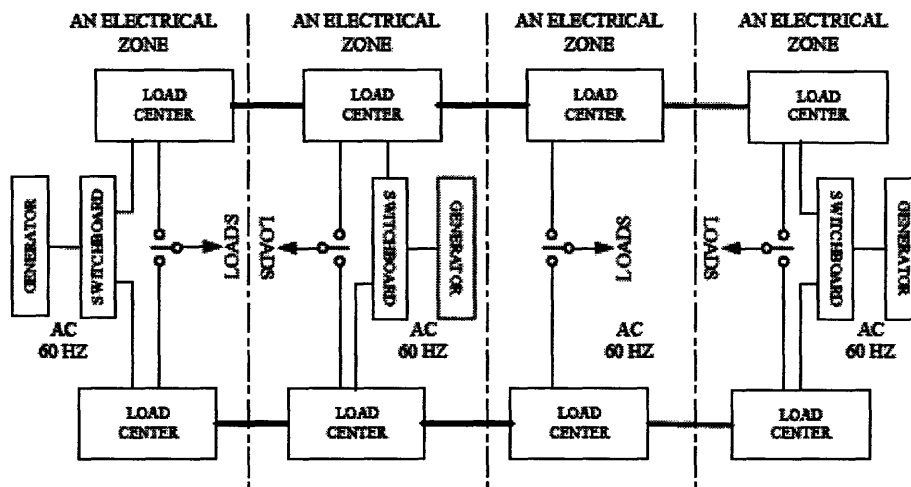 AN ELECTRICAL
ZONE
AN ELECTRICAL
ZONE
AN ELECTRICAL
ZONE
AN ELECTRICAL
ZONE
LOAD
CENTER
LOAD
CENTER
LOAD
CENTER
LOAD
CENTER
GENERATOR
SWITCHBOARD
LOADS
LOADS
SWITCHBOARD
GENERATOR
LOADS
LOADS
SWITCHBOARD
GENERATOR
AC
60 HZ
AC
60 HZ
AC
60 HZ
AC
60 HZ
LOAD
CENTER
LOAD
CENTER
LOAD
CENTER
LOAD
CENTER